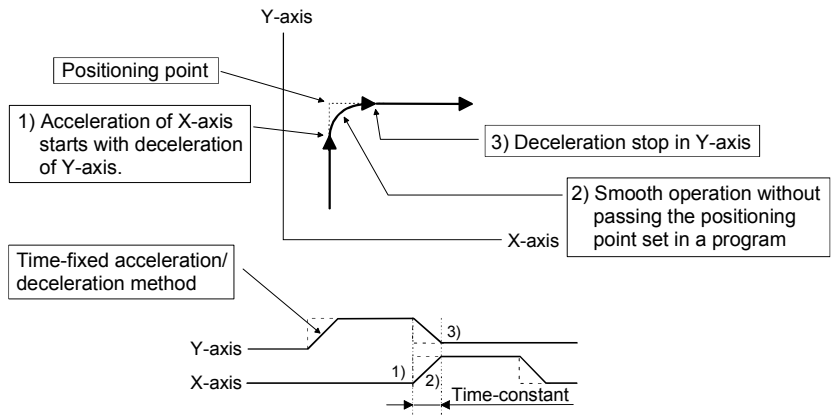 Y-axis
Positioning point
1) Acceleration of X-axis
starts with deceleration
of Y-axis.
3) Deceleration stop in Y-axis
2) Smooth operation without
passing the positioning
point set in a program
X-axis
Time-fixed acceleration/
deceleration method
Y-axis
3)
X-axis
1)
2)
Time-constant